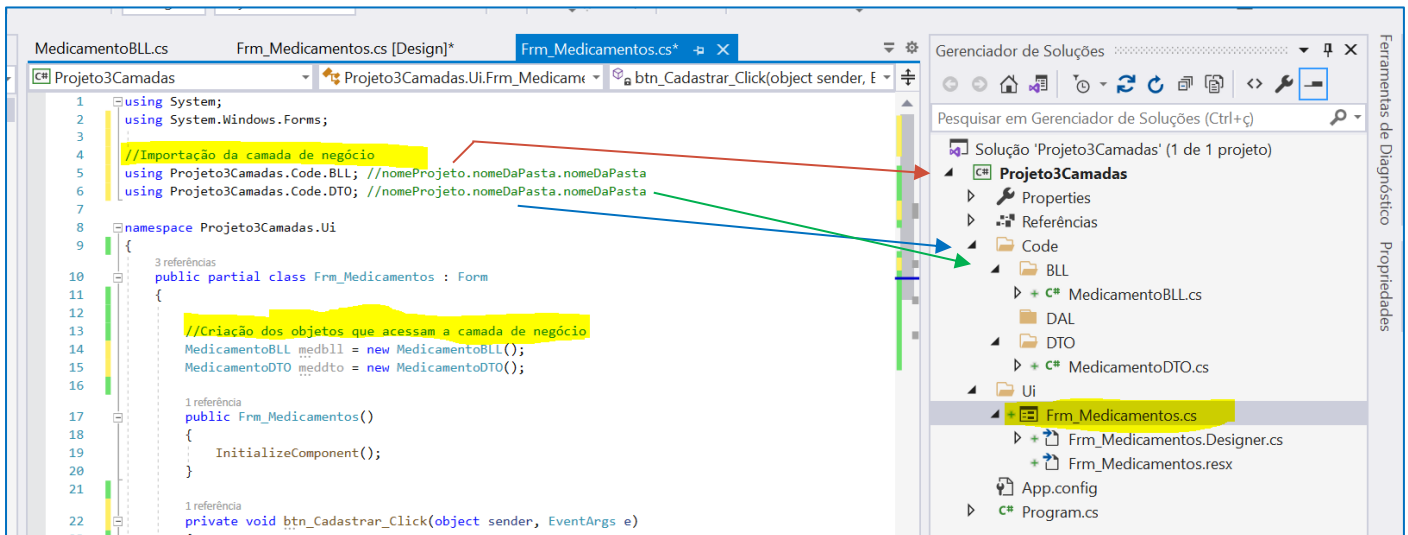 MedicamentoBLL.cs Frm_Medicamentos.cs [Design]* Frm_Medicamentos.cs*
Projeto3Camadas Projeto3Camadas.Ui.Frm_Medicame btn_Cadastrar_Click(object sender, E
1 using System;
2 using System.Windows.Forms;
3
4 //Importação da camada de negócio
5 using Projeto3Camadas.Code.BLL; //nomeProjeto.nomeDaPasta.nomeDaPasta
6 using Projeto3Camadas.Code.DTO; //nomeProjeto.nomeDaPasta.nomeDaPasta
7
8 namespace Projeto3Camadas.Ui
9 {
3 referências
10 public partial class Frm_Medicamentos : Form
11 {
12
13 //Criação dos objetos que acessam a camada de negócio
14 MedicamentoBLL medbll = new MedicamentoBLL();
15 MedicamentoDTO meddto = new MedicamentoDTO();
16
1 referência
17 public Frm_Medicamentos()
18 {
19 InitializeComponent();
20 }
21
1 referência
22 private void btn_Cadastrar_Click(object sender, EventArgs e)
Gerenciador de Soluções
Pesquisar em Gerenciador de Soluções (Ctrl+ç)
Solução 'Projeto3Camadas' (1 de 1 projeto)
C# Projeto3Camadas
Properties
Referências
Code
BLL
C# MedicamentoBLL.cs
DAL
DTO
C# MedicamentoDTO.cs
Ui
Frm_Medicamentos.cs
Frm_Medicamentos.Designer.cs
Frm_Medicamentos.resx
App.config
C# Program.cs
Ferramentas de Diagnóstico
Propriedades